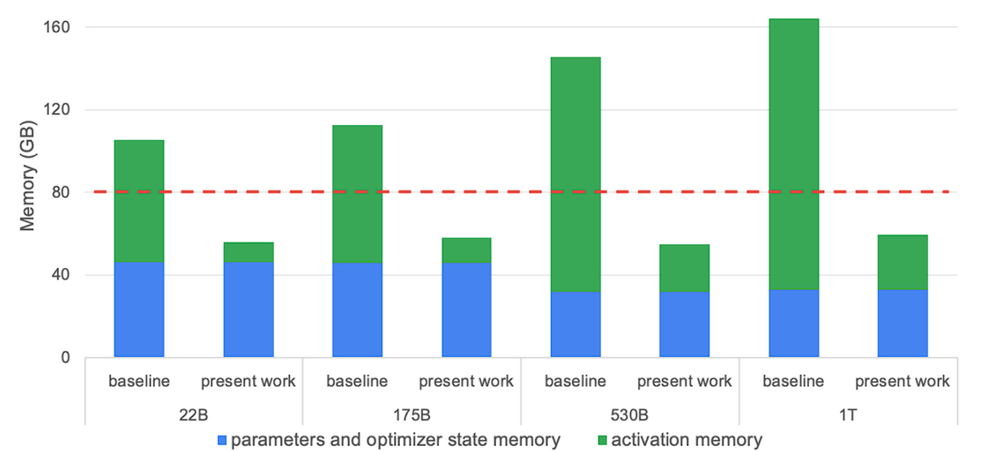 160
120
80
40
0
Memory (GB)
baseline present work baseline present work baseline present work baseline present work
22B 175B 530B 1T
parameters and optimizer state memory activation memory